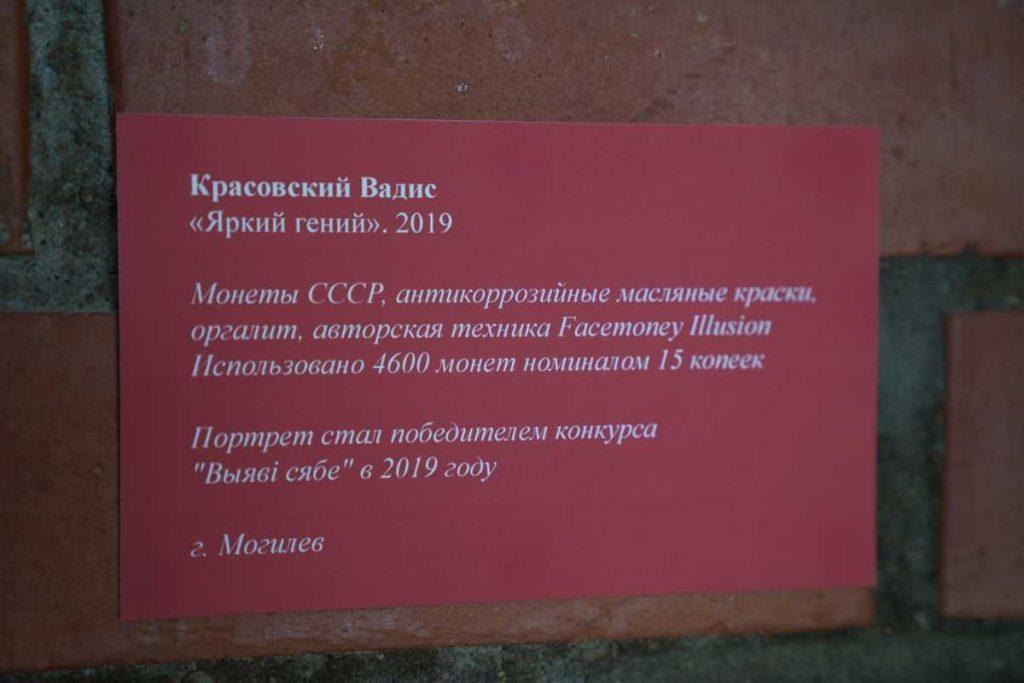 Красовский Вадис
«Яркий гений». 2019
Монеты СССР, антикоррозийные масляные краски,
оргалит, авторская техника Facemoney Illusion
Использовано 4600 монет номиналом 15 копеек
Портрет стал победителем конкурса
"Выяві сябе" в 2019 году
г. Могилев